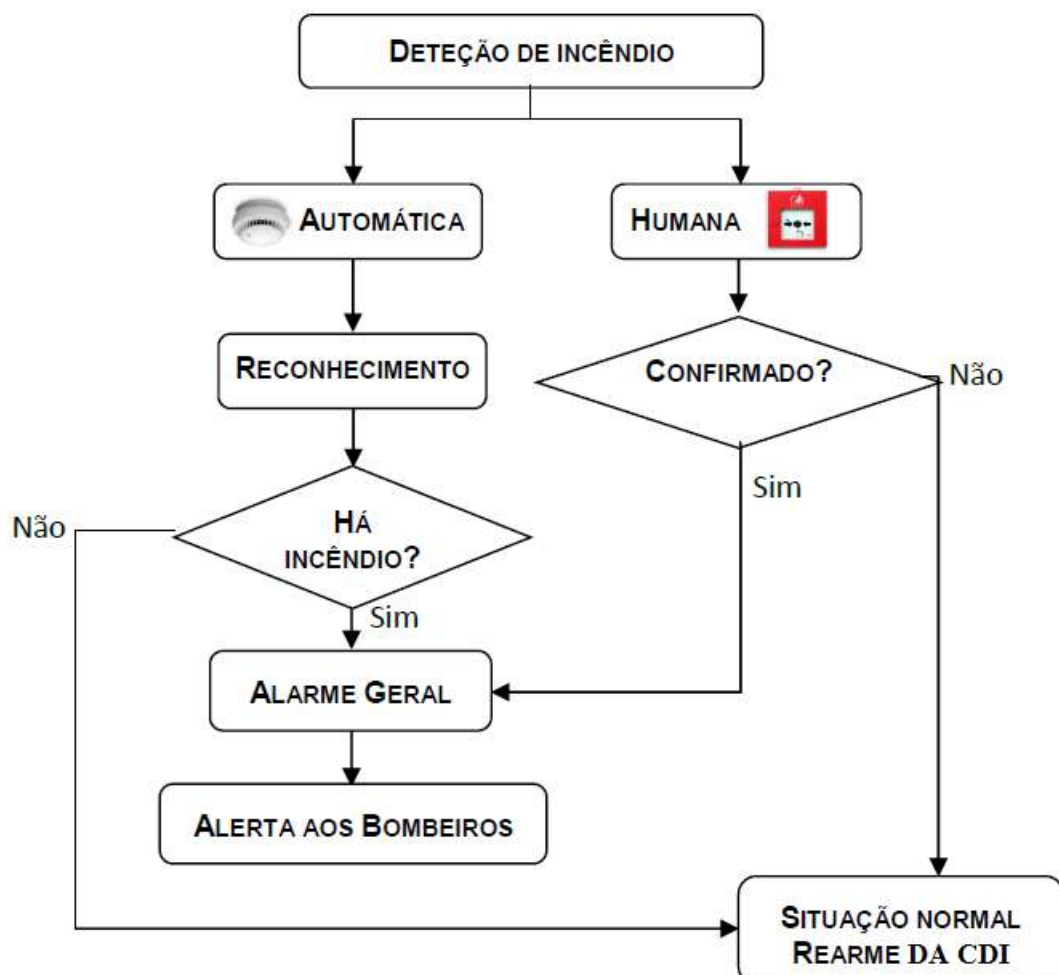 DETEÇÃO DE INCÊNDIO
AUTOMÁTICA
HUMANA
RECONHECIMENTO
CONFIRMADO?
Não
Sim
Não
HÁ
INCÊNDIO?
Sim
ALARME GERAL
ALERTA AOS BOMBEIROS
SITUAÇÃO NORMAL
REARME DA CDI